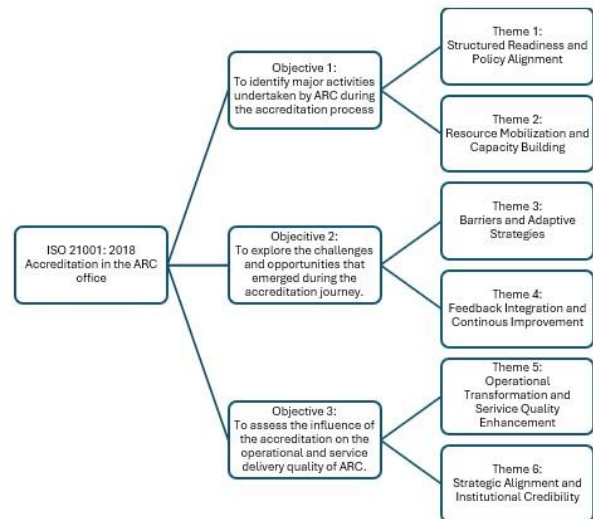 ISO 21001: 2018
Accreditation in the ARC
office
Objective 1:
To identify major activities
undertaken by ARC during
the accreditation process
Theme 1:
Structured Readiness and
Policy Alignment
Theme 2:
Resource Mobilization and
Capacity Building
Objecitive 2:
To explore the challenges
and opportunities that
emerged during the
accreditation journey.
Theme 3:
Barriers and Adaptive
Strategies
Theme 4:
Feedback Integration and
Continous Improvement
Objective 3:
To assess the influence of
the accreditation on the
operational and service
delivery quality of ARC.
Theme 5:
Operational
Transformation and
Serivice Quality
Enhancement
Theme 6:
Strategic Alignment and
Institutional Credibility